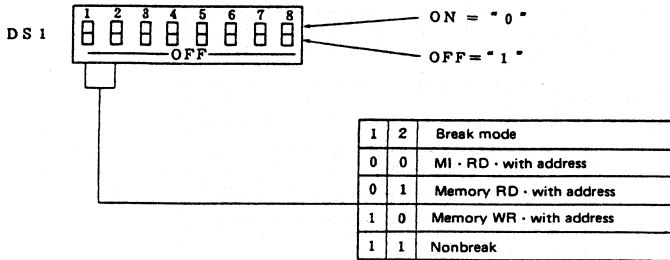 1 2 3 4 5 6 7 8
ON = "0"
DS1
OFF
OFF = "1"
1 2 Break mode
0 0 MI · RD · with address
0 1 Memory RD · with address
1 0 Memory WR · with address
1 1 Nonbreak